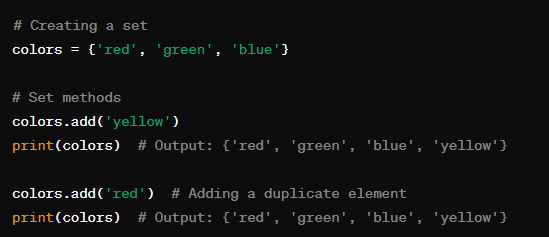 # Creating a set
colors = {'red', 'green', 'blue'}
# Set methods
colors.add('yellow')
print(colors)  # Output: {'red', 'green', 'blue', 'yellow'}
colors.add('red')  # Adding a duplicate element
print(colors)  # Output: {'red', 'green', 'blue', 'yellow'}